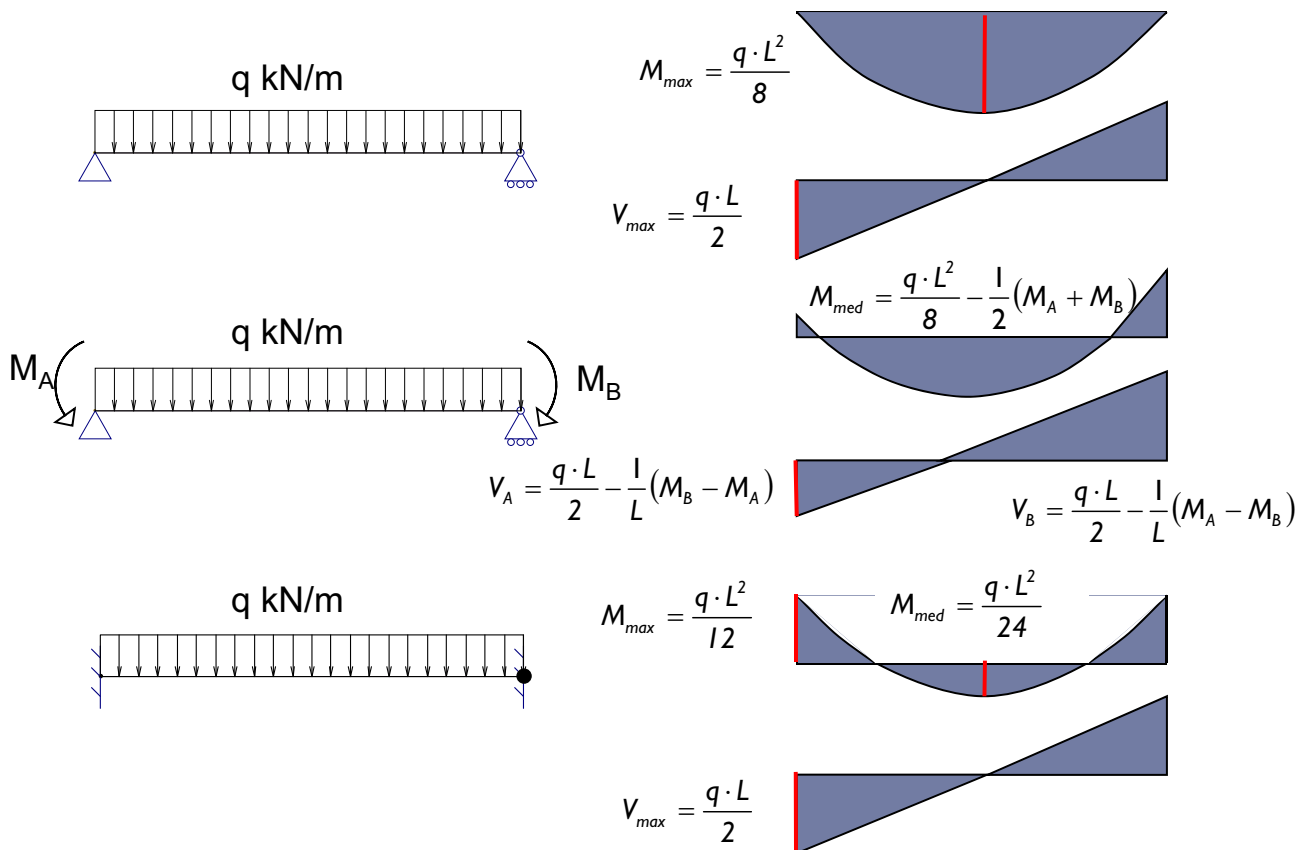 q kN/m
M_max = q · L² / 8
V_max = q · L / 2
M_A
q kN/m
M_B
M_med = q · L² / 8 − 1/2 (M_A + M_B)
V_A = q · L / 2 − 1/L (M_B − M_A)
V_B = q · L / 2 − 1/L (M_A − M_B)
q kN/m
M_max = q · L² / 12
M_med = q · L² / 24
V_max = q · L / 2